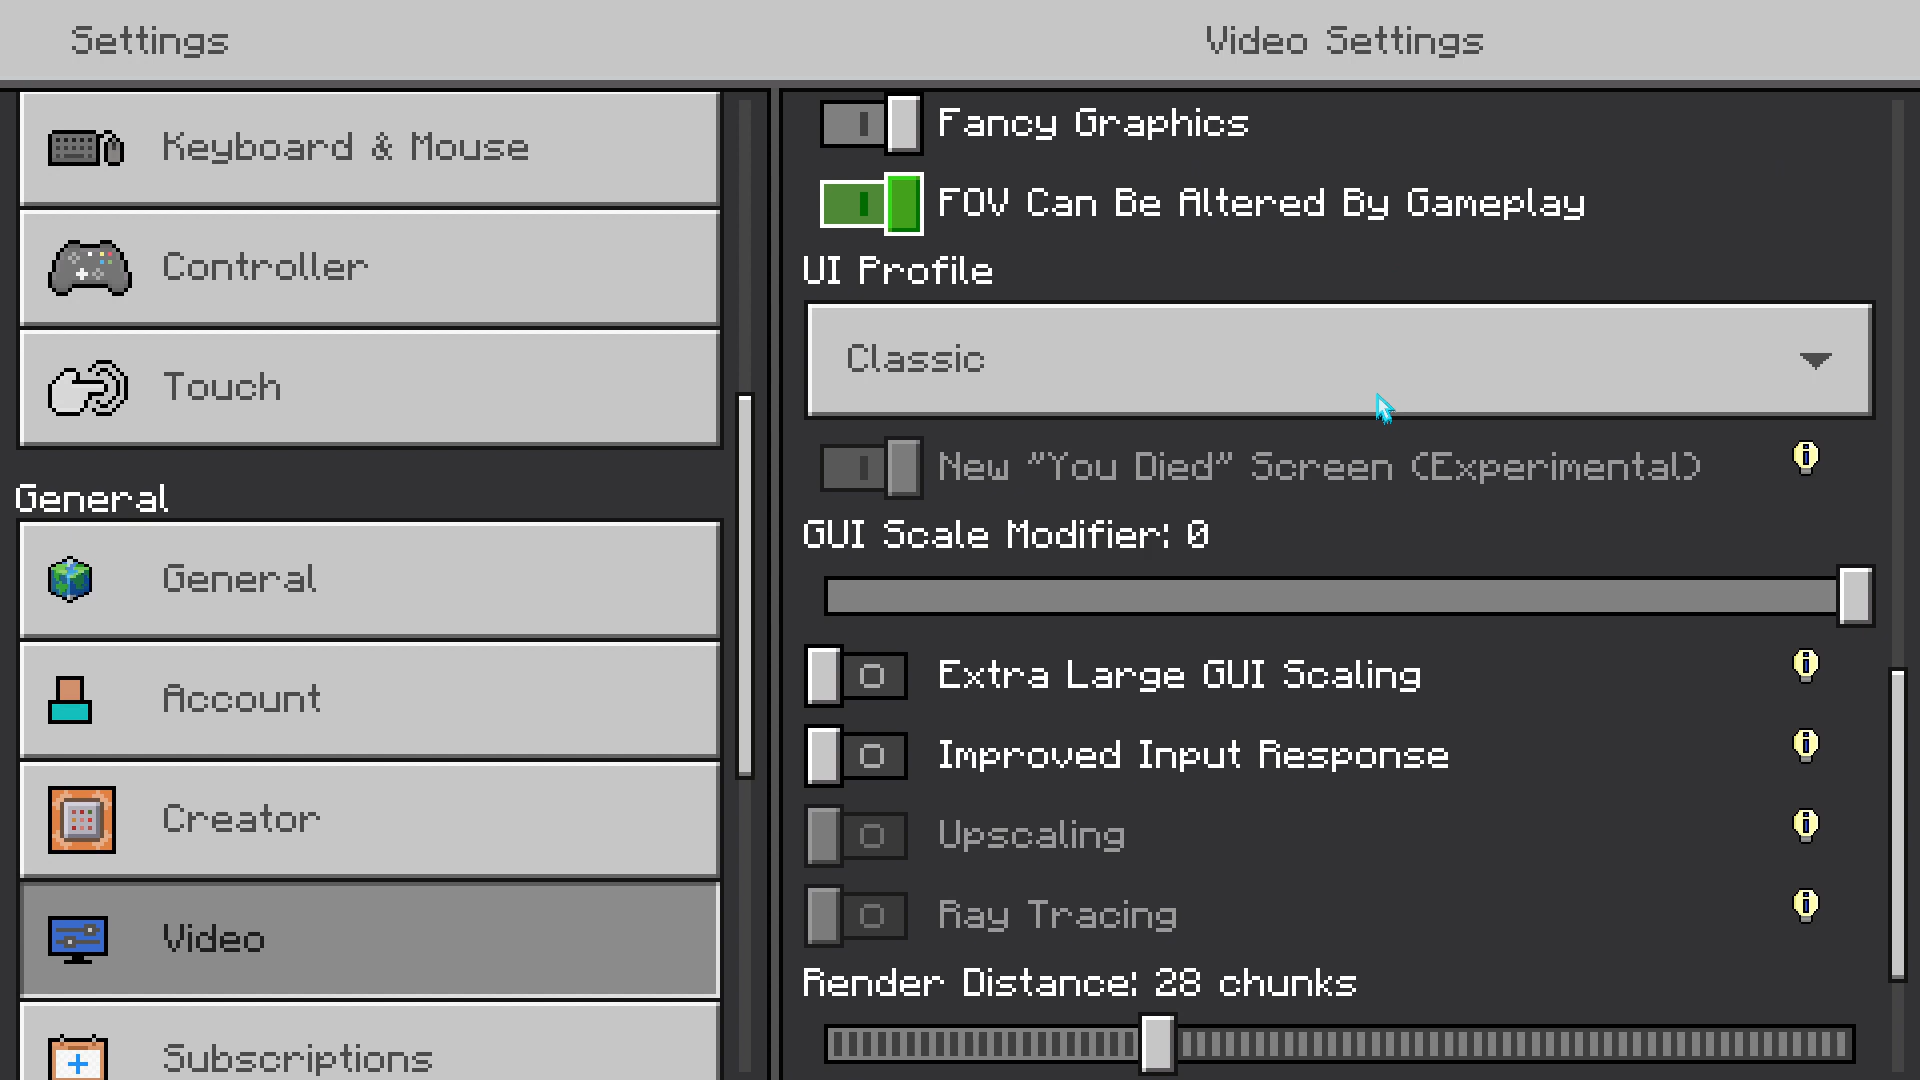 Settings
Video Settings
Keyboard & Mouse
Controller
Touch
General
General
Account
Creator
Video
Subscriptions
Fancy Graphics
FOV Can Be Altered By Gameplay
UI Profile
Classic
New "You Died" Screen (Experimental)
GUI Scale Modifier: 0
Extra Large GUI Scaling
Improved Input Response
Upscaling
Ray Tracing
Render Distance: 28 chunks